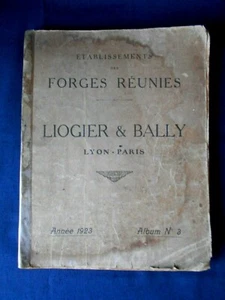 ETABLISSEMENTS
DES
FORGES RÉUNIES
LIOGIER & BALLY
LYON-PARIS
Année 1923 Album N° 3